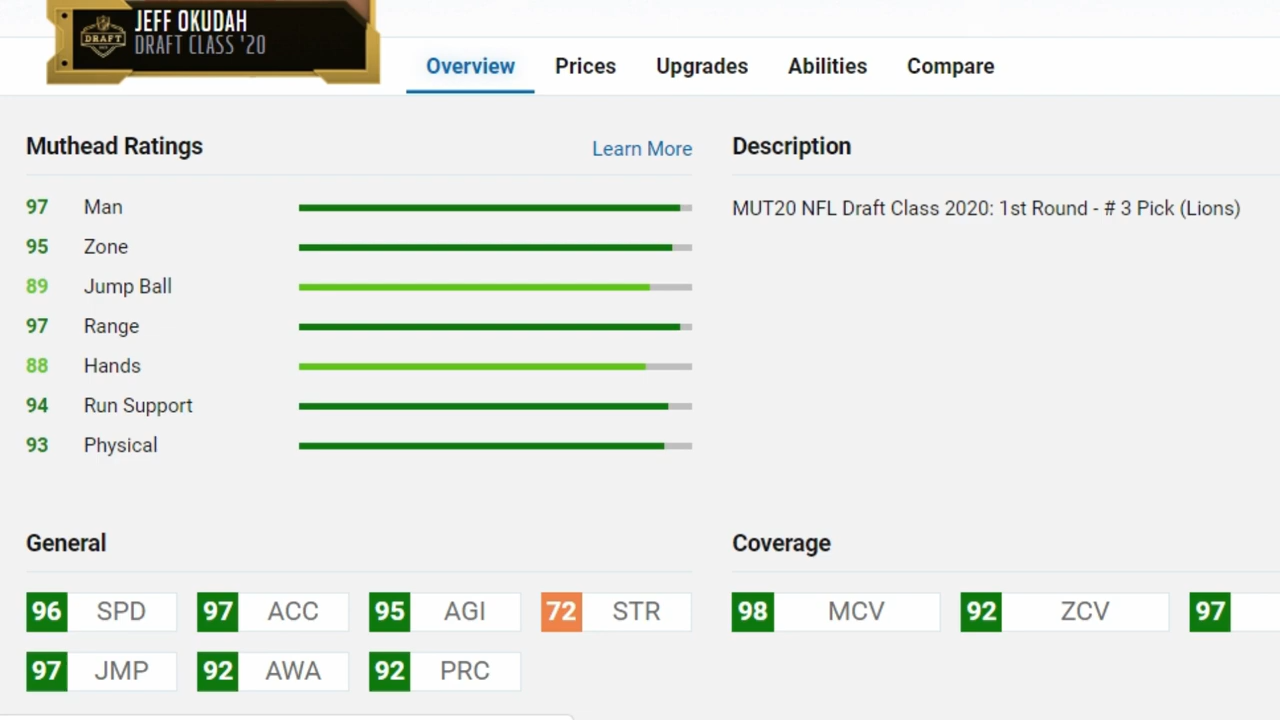 JEFF OKUDAH
DRAFT
DRAFT CLASS '20
Overview Prices Upgrades Abilities Compare
Muthead Ratings Learn More
97 Man
95 Zone
89 Jump Ball
97 Range
88 Hands
94 Run Support
93 Physical
Description
MUT20 NFL Draft Class 2020: 1st Round - # 3 Pick (Lions)
General
96 SPD 97 ACC 95 AGI 72 STR
97 JMP 92 AWA 92 PRC
Coverage
98 MCV 92 ZCV 97